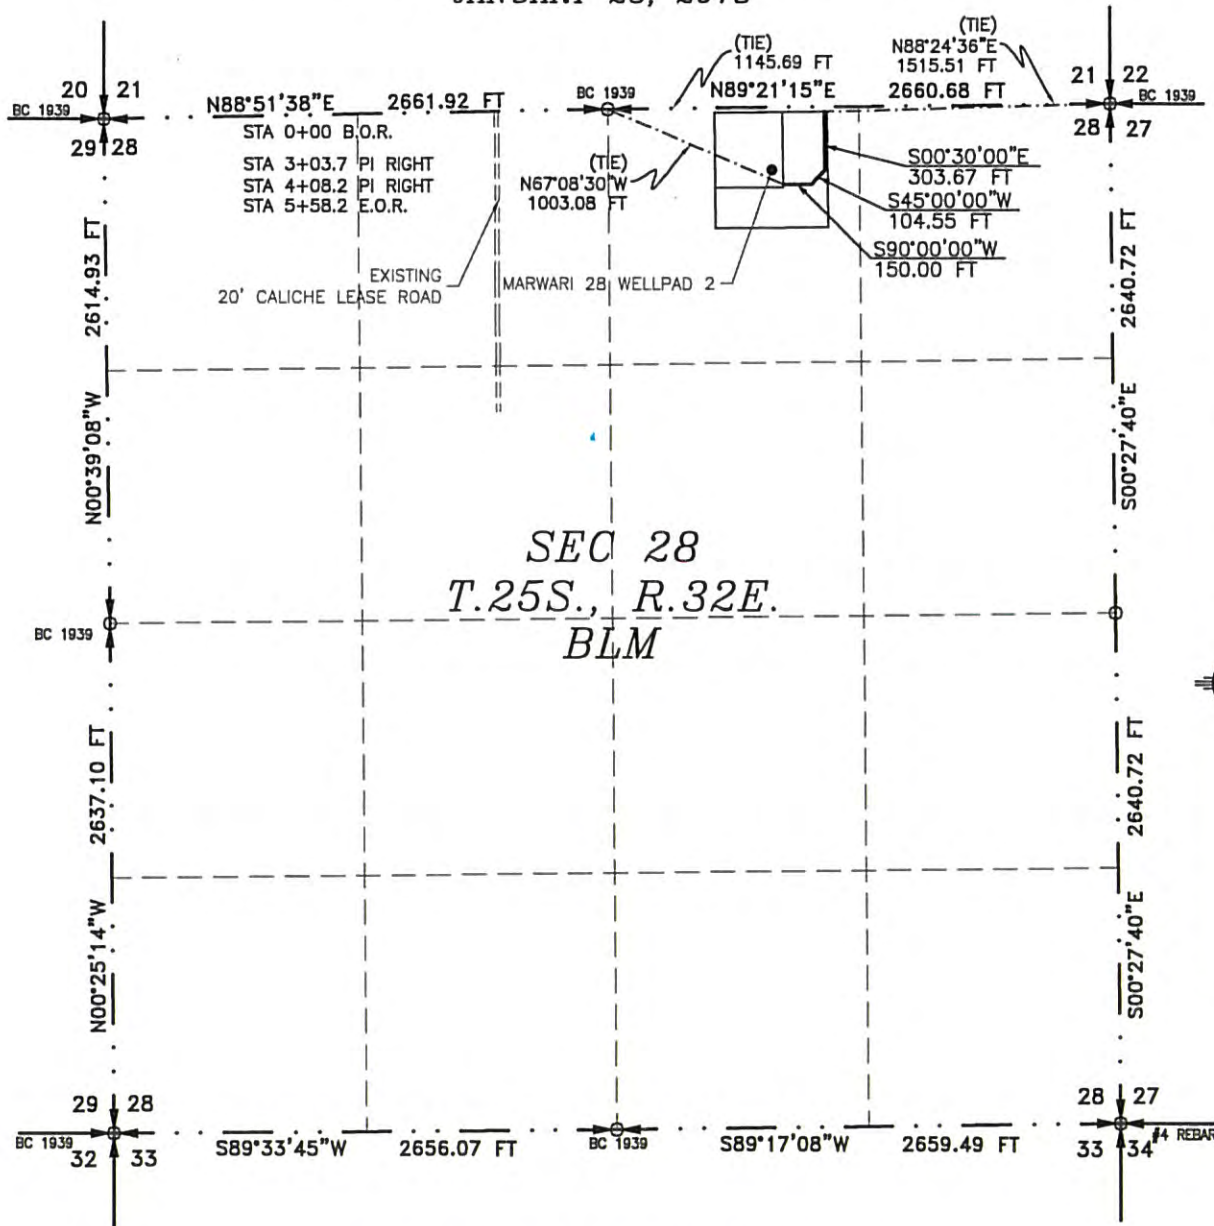 (TIE)
1145.69 FT
(TIE)
N88°24'36"E
1515.51 FT
20 21
BC 1939
29 28
N88°51'38"E 2661.92 FT
BC 1939
N89°21'15"E 2660.68 FT
21 22
BC 1939
28 27
STA 0+00 B.O.R.
STA 3+03.7 PI RIGHT
STA 4+08.2 PI RIGHT
STA 5+58.2 E.O.R.
(TIE)
N67°08'30"W
1003.08 FT
S00°30'00"E
303.67 FT
S45°00'00"W
104.55 FT
S90°00'00"W
150.00 FT
EXISTING
20' CALICHE LEASE ROAD
MARWARI 28 WELLPAD 2
2614.93 FT
N00°39'08"W
2640.72 FT
S00°27'40"E
SEC 28
T.25S., R.32E.
BLM
BC 1939
2637.10 FT
N00°25'14"W
2640.72 FT
S00°27'40"E
29 28
BC 1939
32 33
S89°33'45"W 2656.07 FT
BC 1939
S89°17'08"W 2659.49 FT
28 27
33 34
#4 REBAR